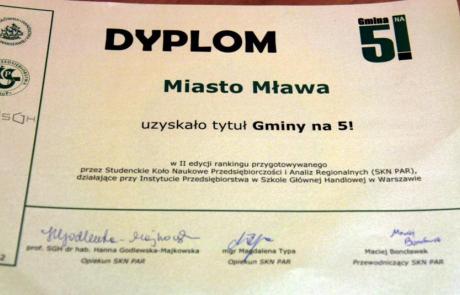 DYPLOM
Gmina NA 5!
Miasto Mława
uzyskało tytuł Gminy na 5!
w II edycji rankingu przygotowywanego
przez Studenckie Koło Naukowe Przedsiębiorczości i Analiz Regionalnych (SKN PAR),
działające przy Instytucie Przedsiębiorstwa w Szkole Głównej Handlowej w Warszawie
prof. SGH dr hab. Hanna Godlewska-Majkowska
Opiekun SKN PAR
mgr Magdalena Typa
Opiekun SKN PAR
Maciej Bonclawek
Przewodniczący SKN PAR